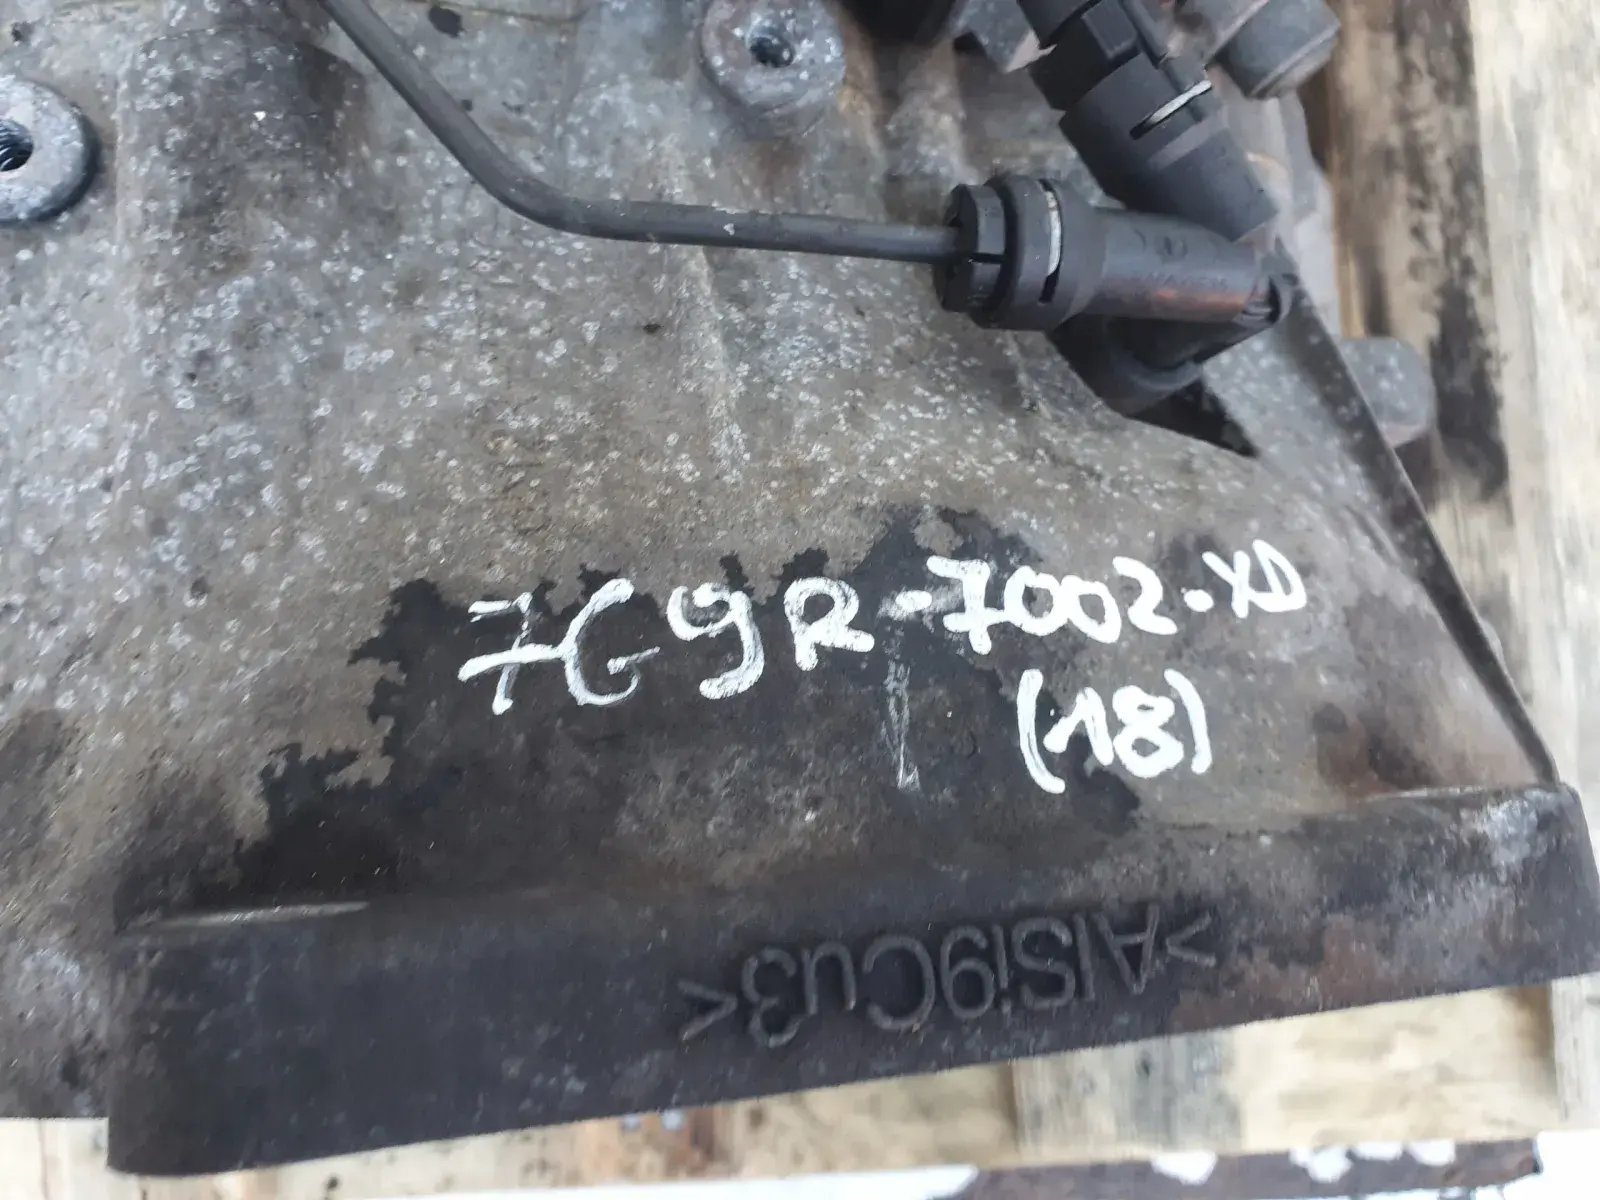 7G9R-7002-XD
(18)
>AlSi9Cu3<